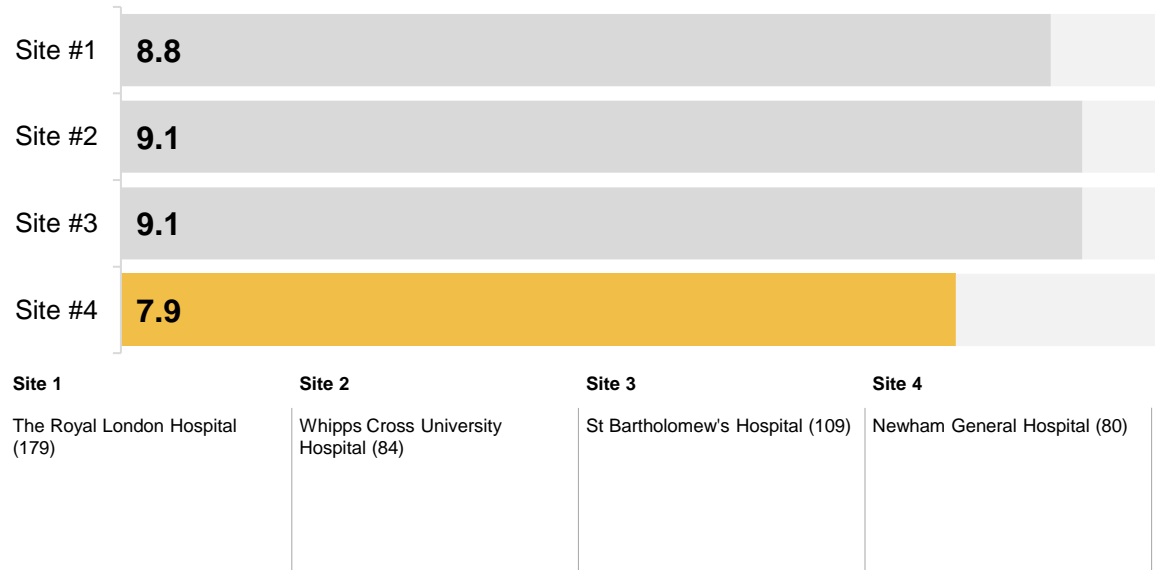 Site #1 8.8
Site #2 9.1
Site #3 9.1
Site #4 7.9
Site 1
The Royal London Hospital
(179)
Site 2
Whipps Cross University
Hospital (84)
Site 3
St Bartholomew's Hospital (109)
Site 4
Newham General Hospital (80)